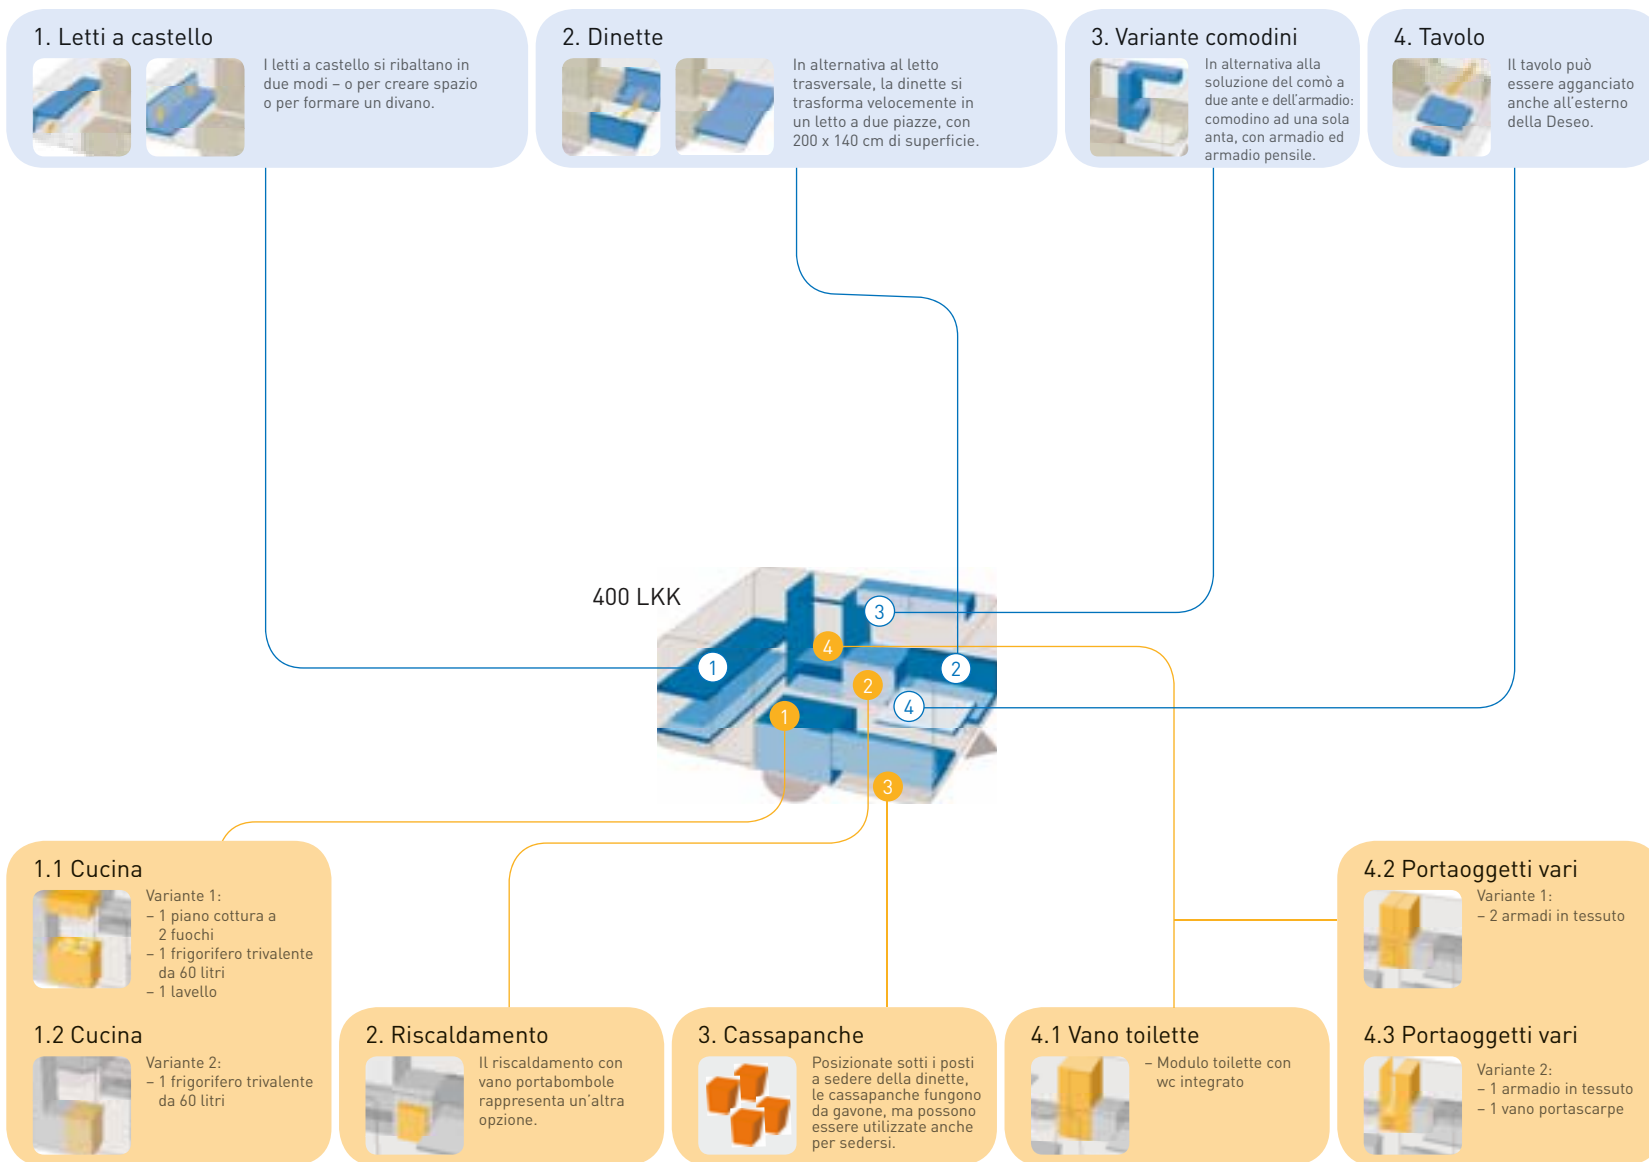 1. Letti a castello
I letti a castello si ribaltano in
due modi – o per creare spazio
o per formare un divano.
2. Dinette
In alternativa al letto
trasversale, la dinette si
trasforma velocemente in
un letto a due piazze, con
200 x 140 cm di superficie.
3. Variante comodini
In alternativa alla
soluzione del comò a
due ante e dell'armadio:
comodino ad una sola
anta, con armadio ed
armadio pensile.
4. Tavolo
Il tavolo può
essere agganciato
anche all'esterno
della Deseo.
400 LKK
3
4
1
2
2
4
1
3
1.1 Cucina
Variante 1:
– 1 piano cottura a
2 fuochi
– 1 frigorifero trivalente
da 60 litri
– 1 lavello
1.2 Cucina
Variante 2:
– 1 frigorifero trivalente
da 60 litri
2. Riscaldamento
Il riscaldamento con
vano portabombole
rappresenta un'altra
opzione.
3. Cassapanche
Posizionate sotti i posti
a sedere della dinette,
le cassapanche fungono
da gavone, ma possono
essere utilizzate anche
per sedersi.
4.1 Vano toilette
– Modulo toilette con
wc integrato
4.2 Portaoggetti vari
Variante 1:
– 2 armadi in tessuto
4.3 Portaoggetti vari
Variante 2:
– 1 armadio in tessuto
– 1 vano portascarpe